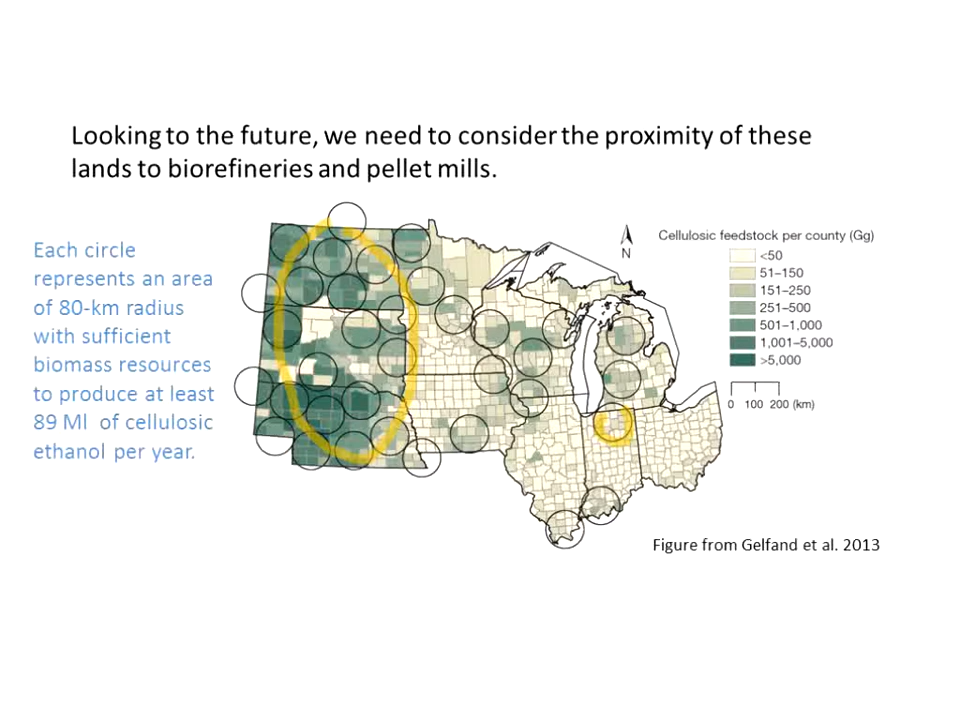 Looking to the future, we need to consider the proximity of these
lands to biorefineries and pellet mills.
Each circle
represents an area
of 80-km radius
with sufficient
biomass resources
to produce at least
89 Ml of cellulosic
ethanol per year.
N
Cellulosic feedstock per county (Gg)
<50
51–150
151–250
251–500
501–1,000
1,001–5,000
>5,000
0 100 200 (km)
Figure from Gelfand et al. 2013